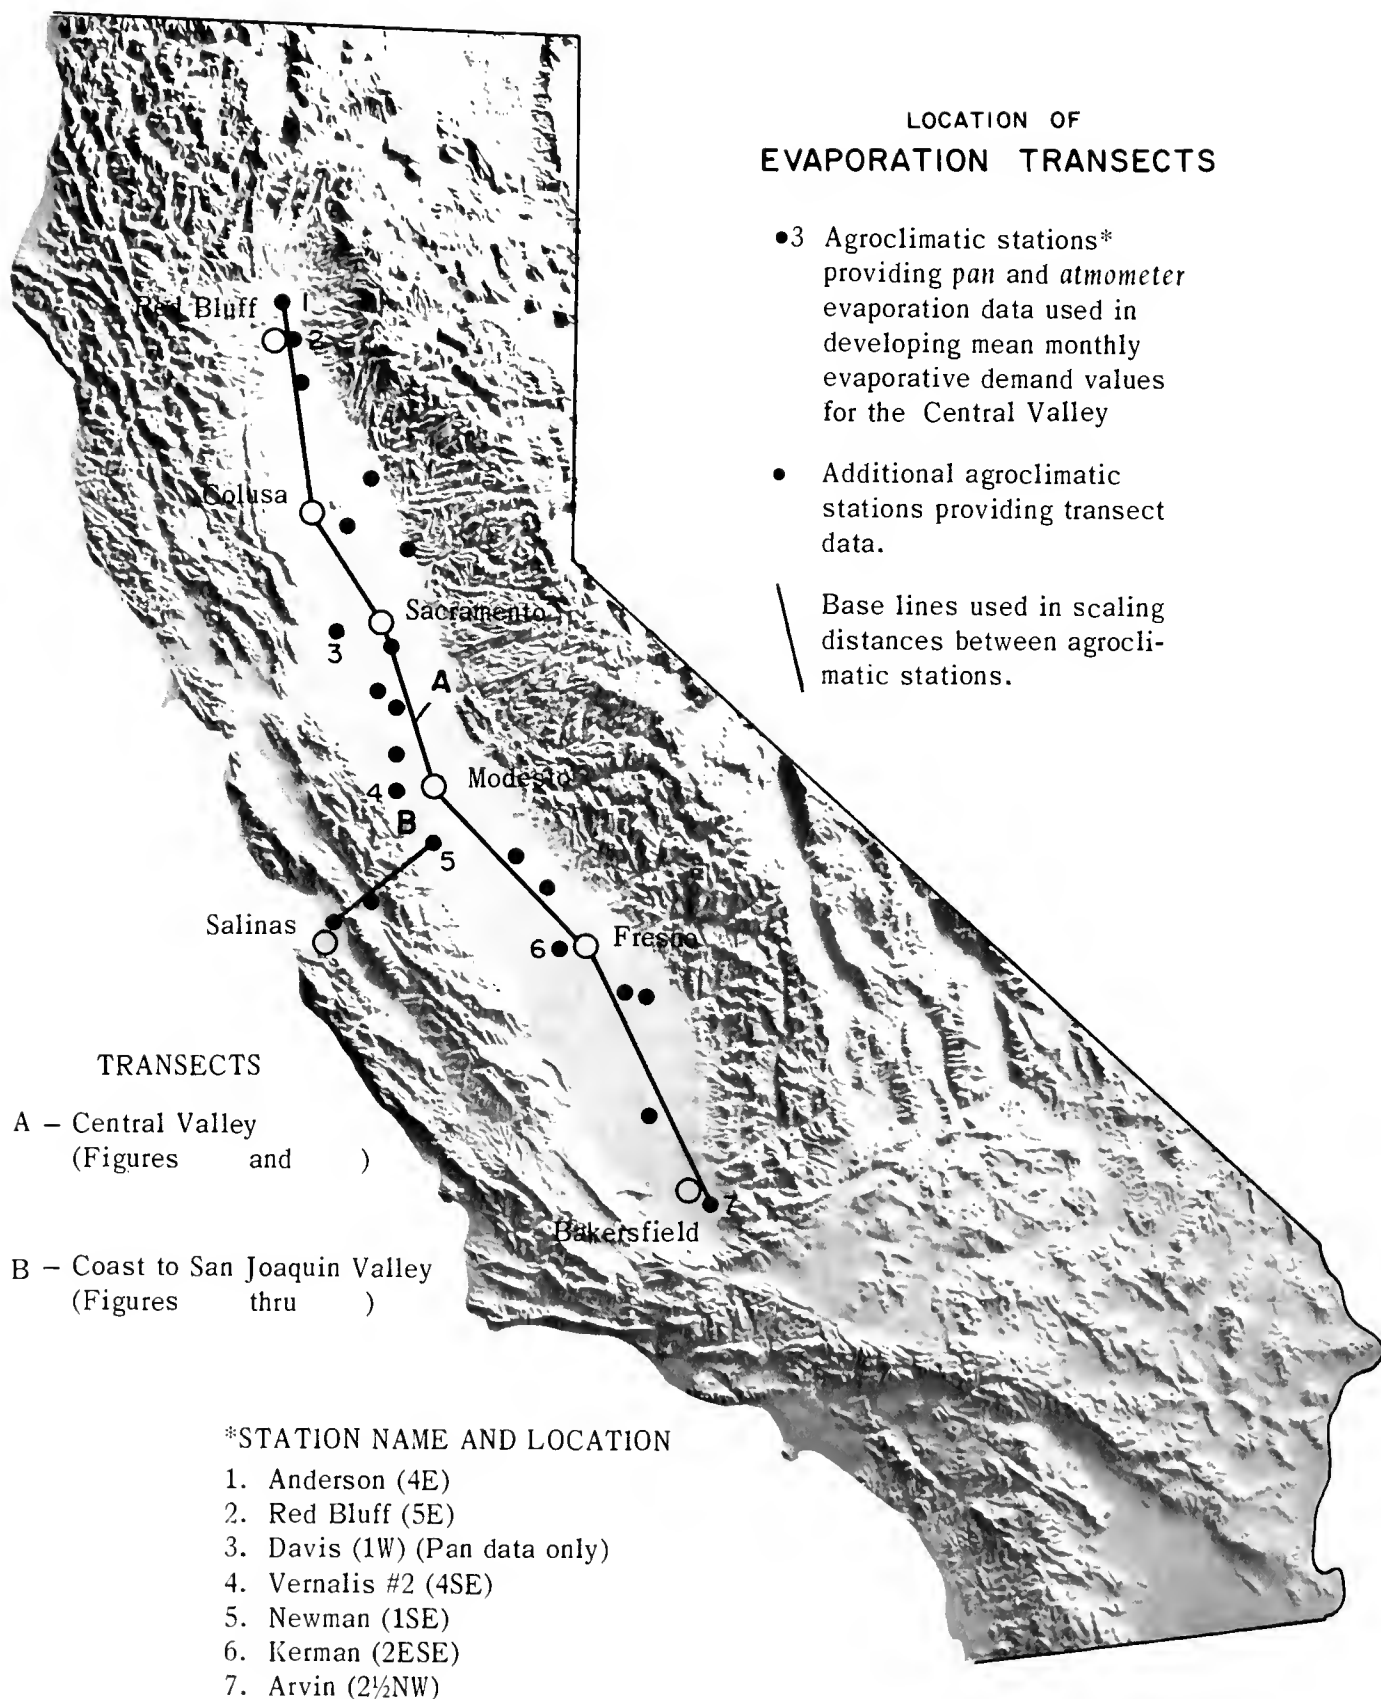 LOCATION OF
EVAPORATION TRANSECTS
●3 Agroclimatic stations*
providing pan and atmometer
evaporation data used in
developing mean monthly
evaporative demand values
for the Central Valley
● Additional agroclimatic
stations providing transect
data.
Base lines used in scaling
distances between agrocli-
matic stations.
1
Red Bluff
2
Colusa
Sacramento
3
A
Modesto
4
B
5
Salinas
6
Fresno
7
Bakersfield
TRANSECTS
A – Central Valley
(Figures and )
B – Coast to San Joaquin Valley
(Figures thru )
*STATION NAME AND LOCATION
1. Anderson (4E)
2. Red Bluff (5E)
3. Davis (1W) (Pan data only)
4. Vernalis #2 (4SE)
5. Newman (1SE)
6. Kerman (2ESE)
7. Arvin (2½NW)